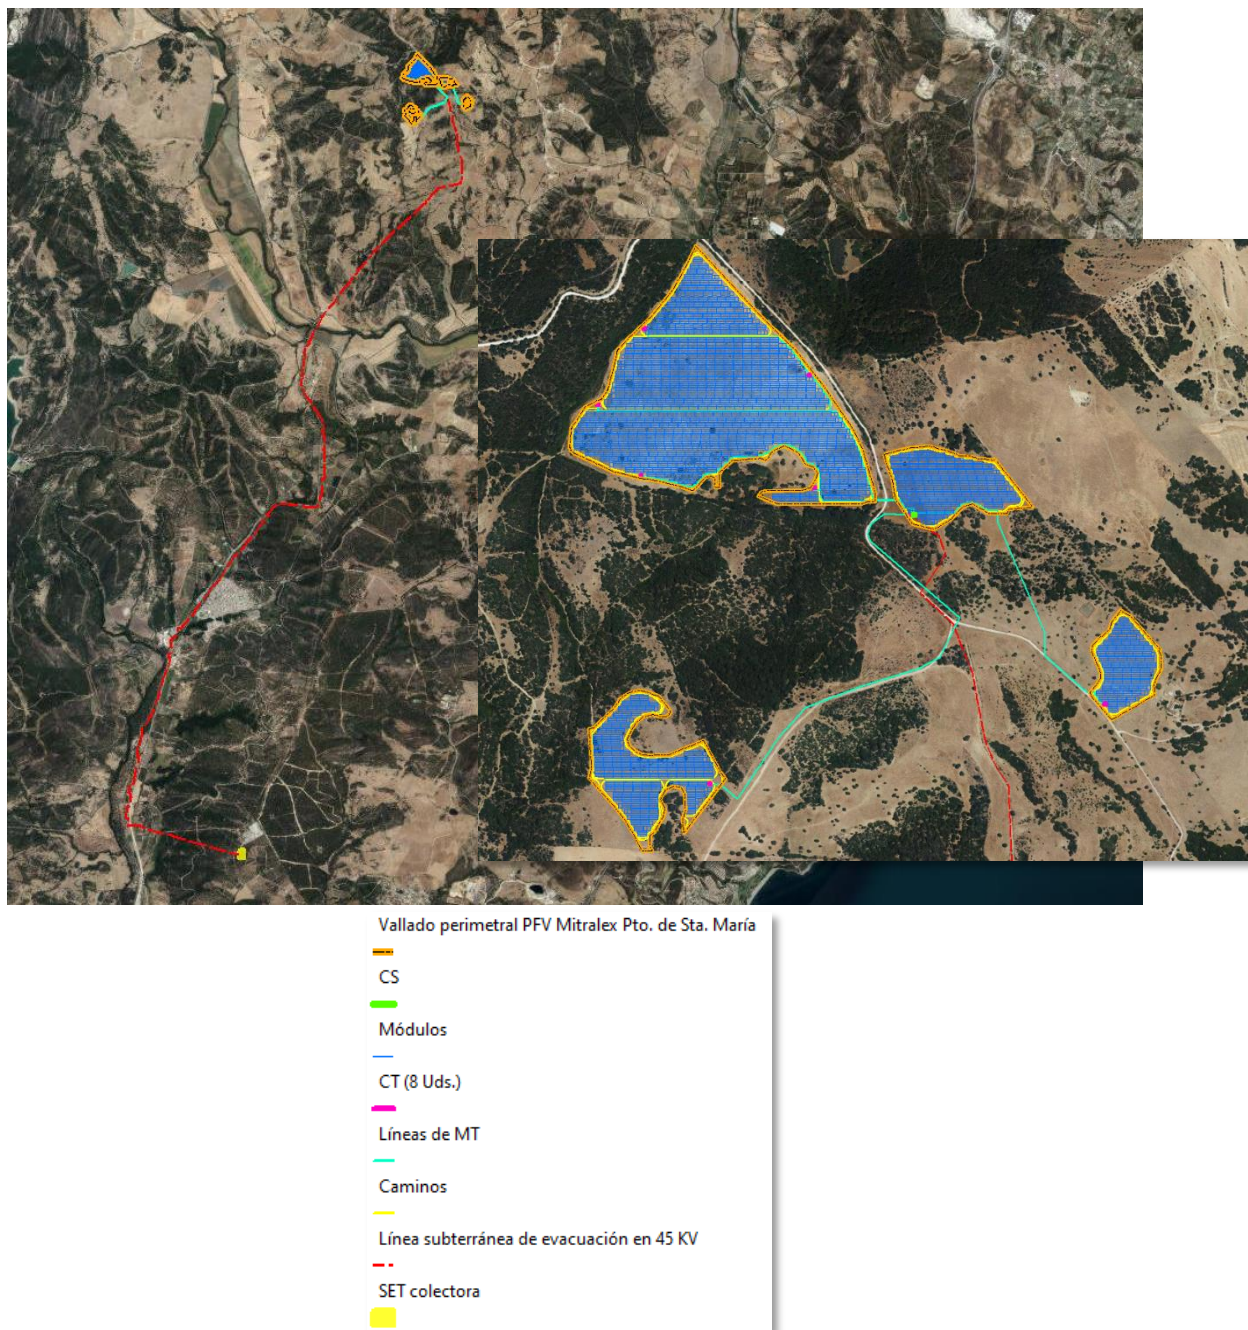 Vallado perimetral PFV Mitralex Pto. de Sta. María
CS
Módulos
CT (8 Uds.)
Líneas de MT
Caminos
Línea subterránea de evacuación en 45 KV
SET colectora